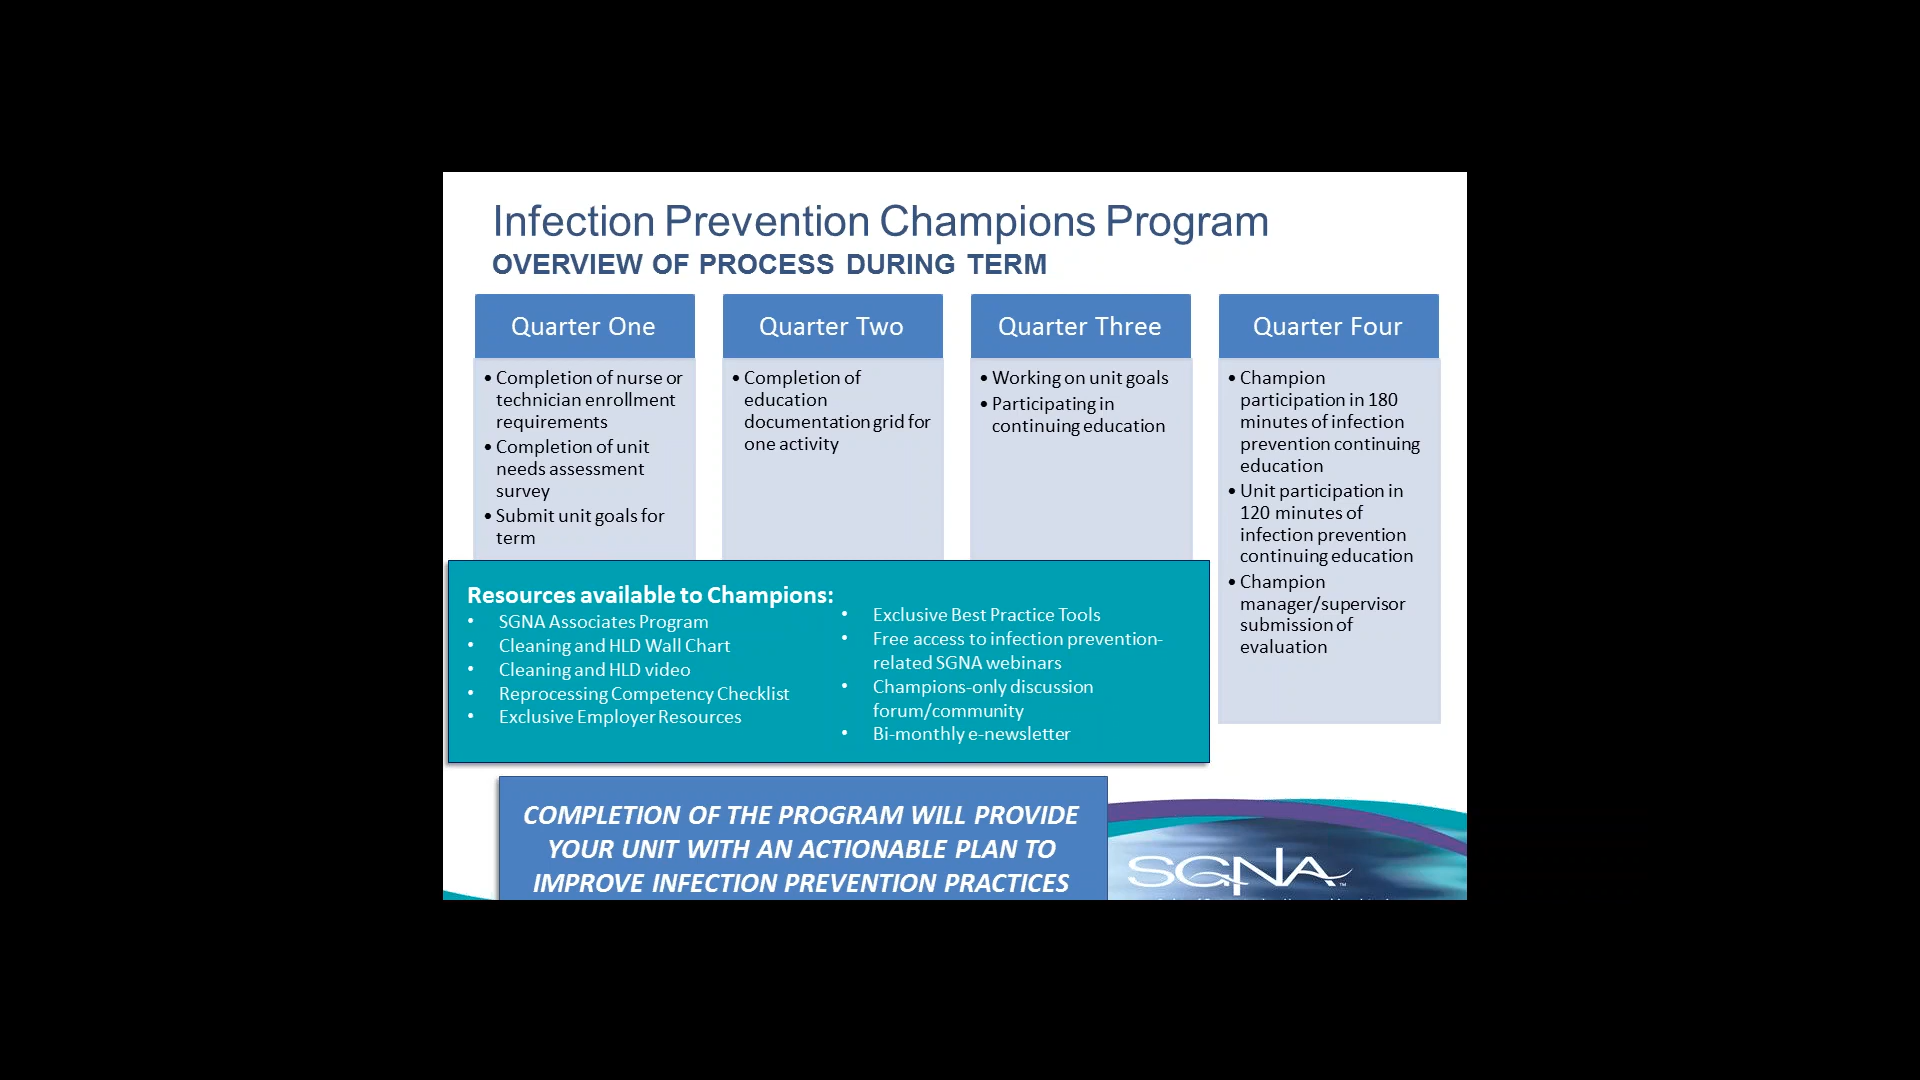 Infection Prevention Champions Program
OVERVIEW OF PROCESS DURING TERM
Quarter One
• Completion of nurse or
technician enrollment
requirements
• Completion of unit
needs assessment
survey
• Submit unit goals for
term
Quarter Two
• Completion of
education
documentation grid for
one activity
Quarter Three
• Working on unit goals
• Participating in
continuing education
Quarter Four
• Champion
participation in 180
minutes of infection
prevention continuing
education
• Unit participation in
120 minutes of
infection prevention
continuing education
• Champion
manager/supervisor
submission of
evaluation
Resources available to Champions:
• SGNA Associates Program
• Cleaning and HLD Wall Chart
• Cleaning and HLD video
• Reprocessing Competency Checklist
• Exclusive Employer Resources
• Exclusive Best Practice Tools
• Free access to infection prevention-
related SGNA webinars
• Champions-only discussion
forum/community
• Bi-monthly e-newsletter
COMPLETION OF THE PROGRAM WILL PROVIDE
YOUR UNIT WITH AN ACTIONABLE PLAN TO
IMPROVE INFECTION PREVENTION PRACTICES
SGNA™